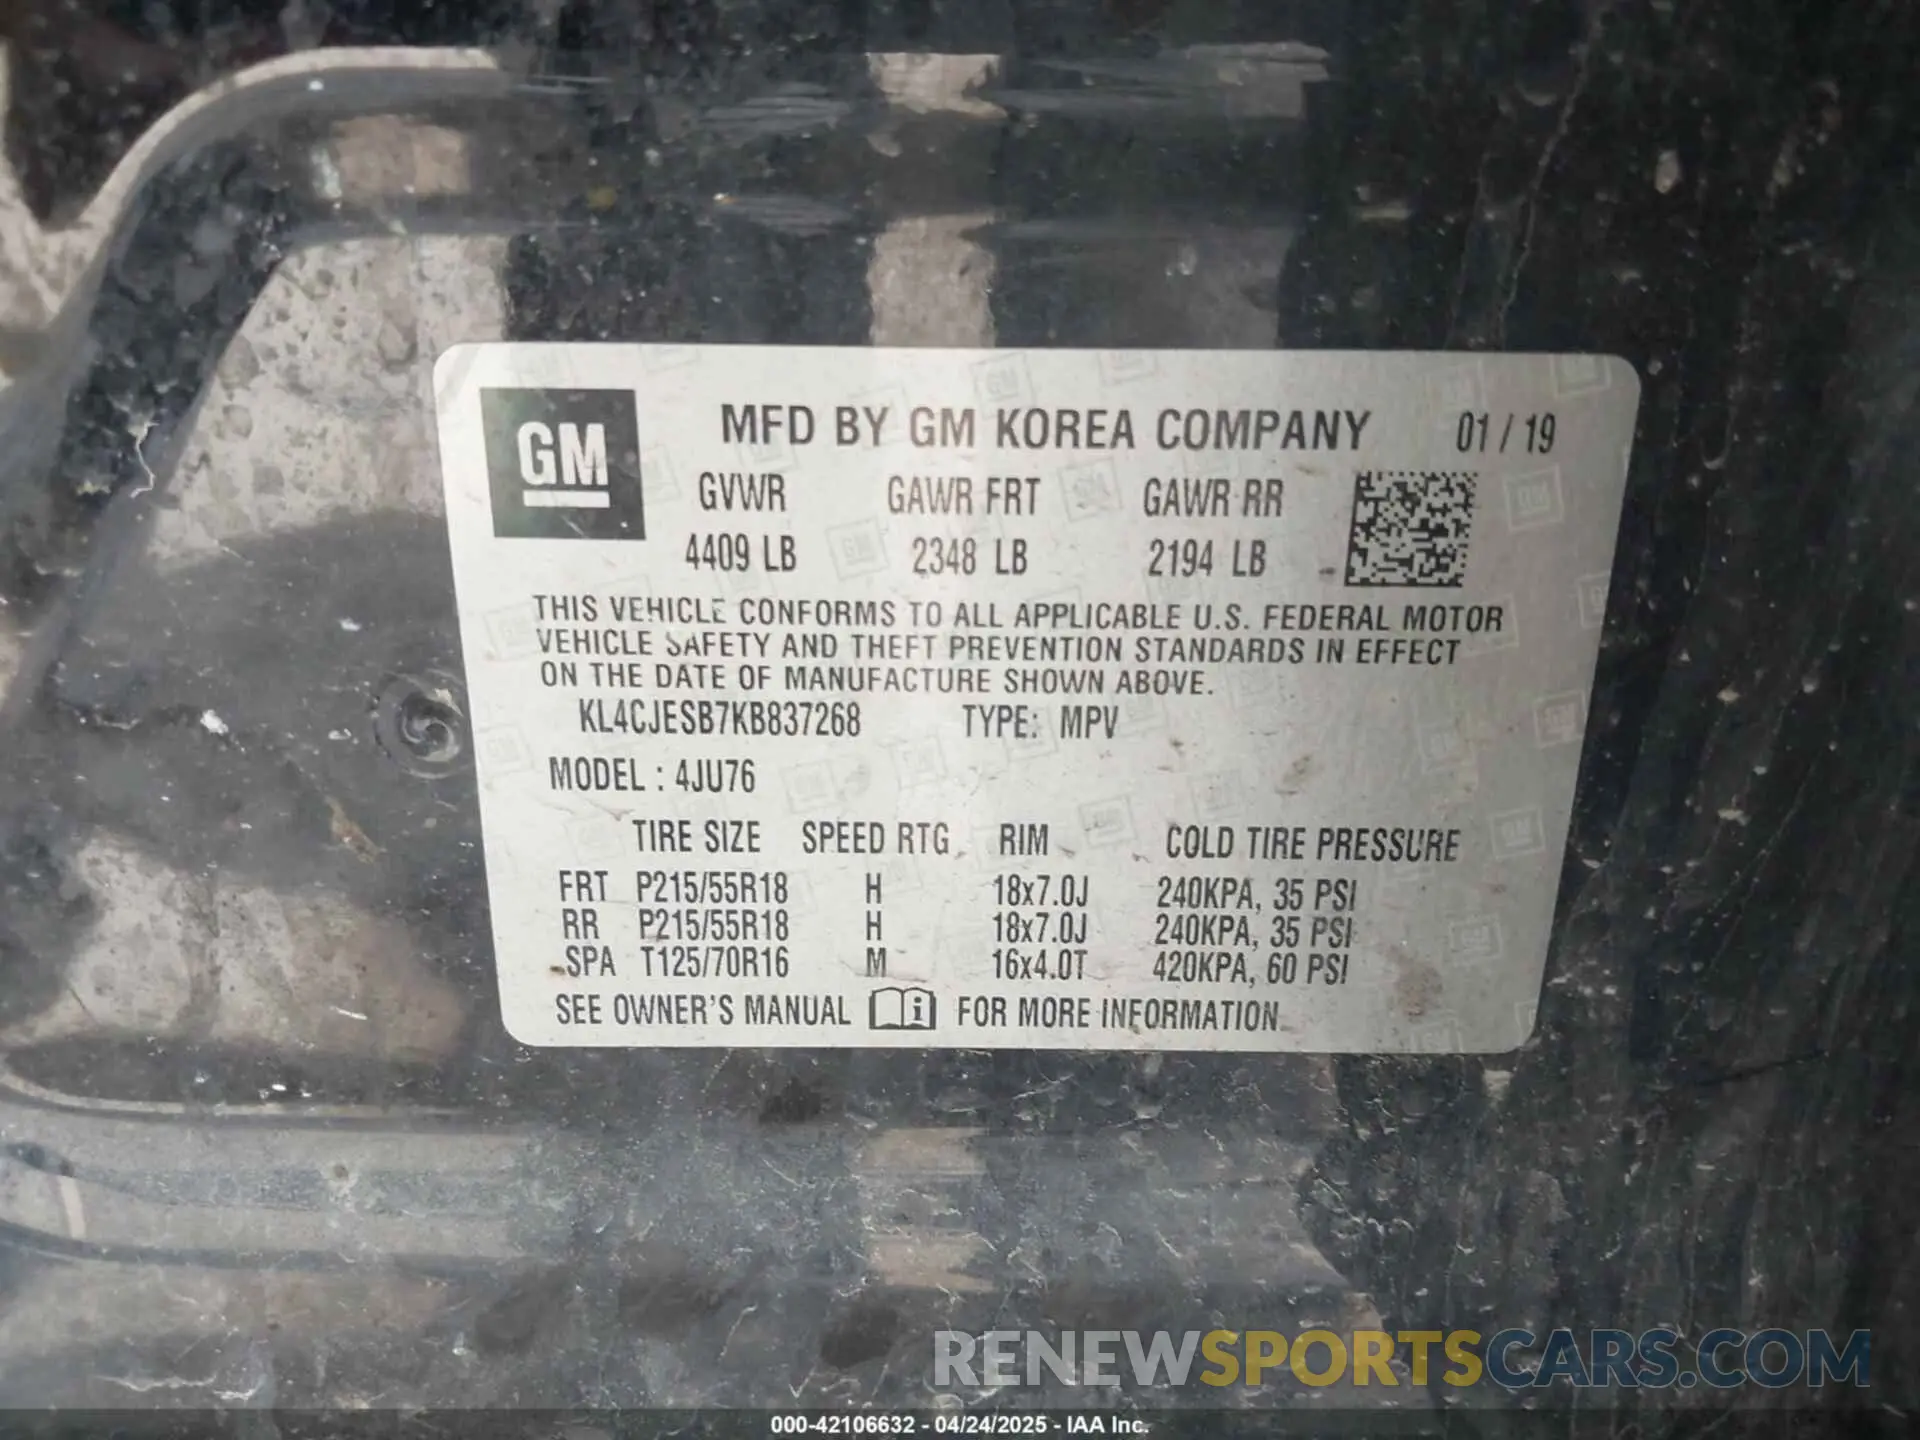 GM
MFD BY GM KOREA COMPANY 01 / 19
GVWR GAWR FRT GAWR RR
4409 LB 2348 LB 2194 LB
THIS VEHICLE CONFORMS TO ALL APPLICABLE U.S. FEDERAL MOTOR
VEHICLE SAFETY AND THEFT PREVENTION STANDARDS IN EFFECT
ON THE DATE OF MANUFACTURE SHOWN ABOVE.
KL4CJESB7KB837268 TYPE: MPV
MODEL : 4JU76
TIRE SIZE SPEED RTG RIM COLD TIRE PRESSURE
FRT P215/55R18 H 18x7.0J 240KPA, 35 PSI
RR P215/55R18 H 18x7.0J 240KPA, 35 PSI
SPA T125/70R16 M 16x4.0T 420KPA, 60 PSI
SEE OWNER'S MANUAL i FOR MORE INFORMATION
RENEWSPORTSCARS.COM
000-42106632 - 04/24/2025 - IAA Inc.